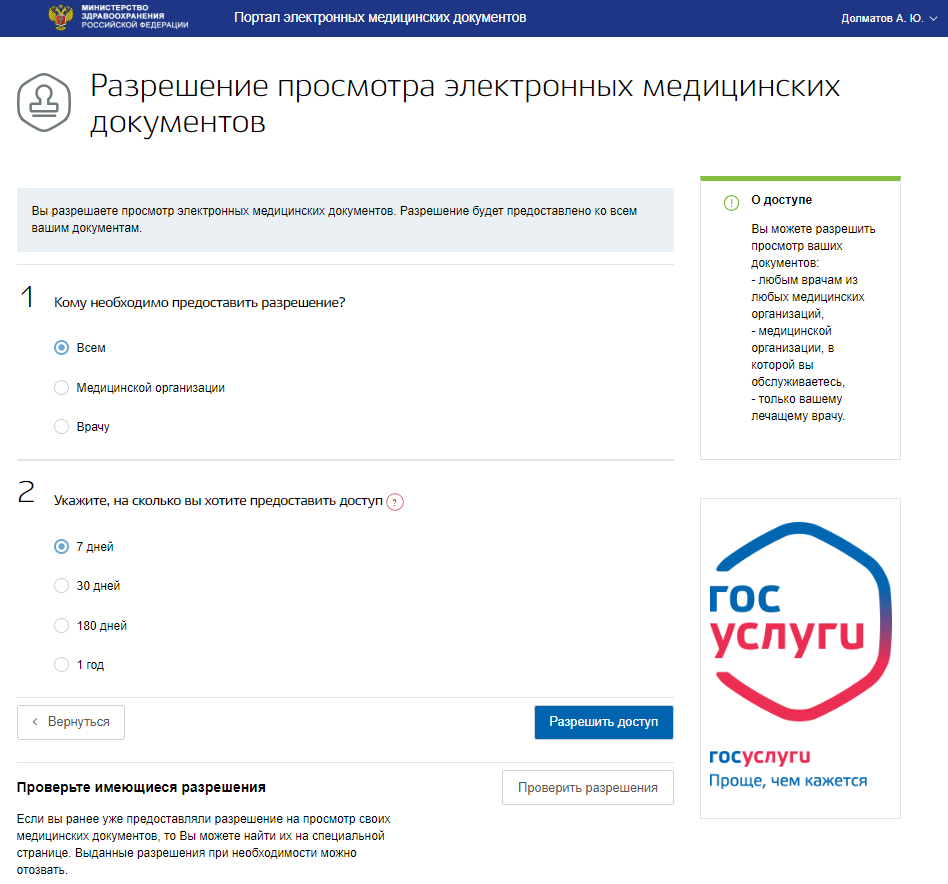 МИНИСТЕРСТВО
ЗДРАВООХРАНЕНИЯ
РОССИЙСКОЙ ФЕДЕРАЦИИ
Портал электронных медицинских документов
Долматов А. Ю.
Разрешение просмотра электронных медицинских
документов
Вы разрешаете просмотр электронных медицинских документов. Разрешение будет предоставлено ко всем
вашим документам.
1 Кому необходимо предоставить разрешение?
Всем
Медицинской организации
Врачу
2 Укажите, на сколько вы хотите предоставить доступ ?
7 дней
30 дней
180 дней
1 год
Вернуться
Разрешить доступ
Проверьте имеющиеся разрешения
Проверить разрешения
Если вы ранее уже предоставляли разрешение на просмотр своих
медицинских документов, то Вы можете найти их на специальной
странице. Выданные разрешения при необходимости можно
отозвать.
! О доступе
Вы можете разрешить
просмотр ваших
документов:
- любым врачам из
любых медицинских
организаций,
- медицинской
организации, в
которой вы
обслуживаетесь,
- только вашему
лечащему врачу.
гос
услуги
госуслуги
Проще, чем кажется